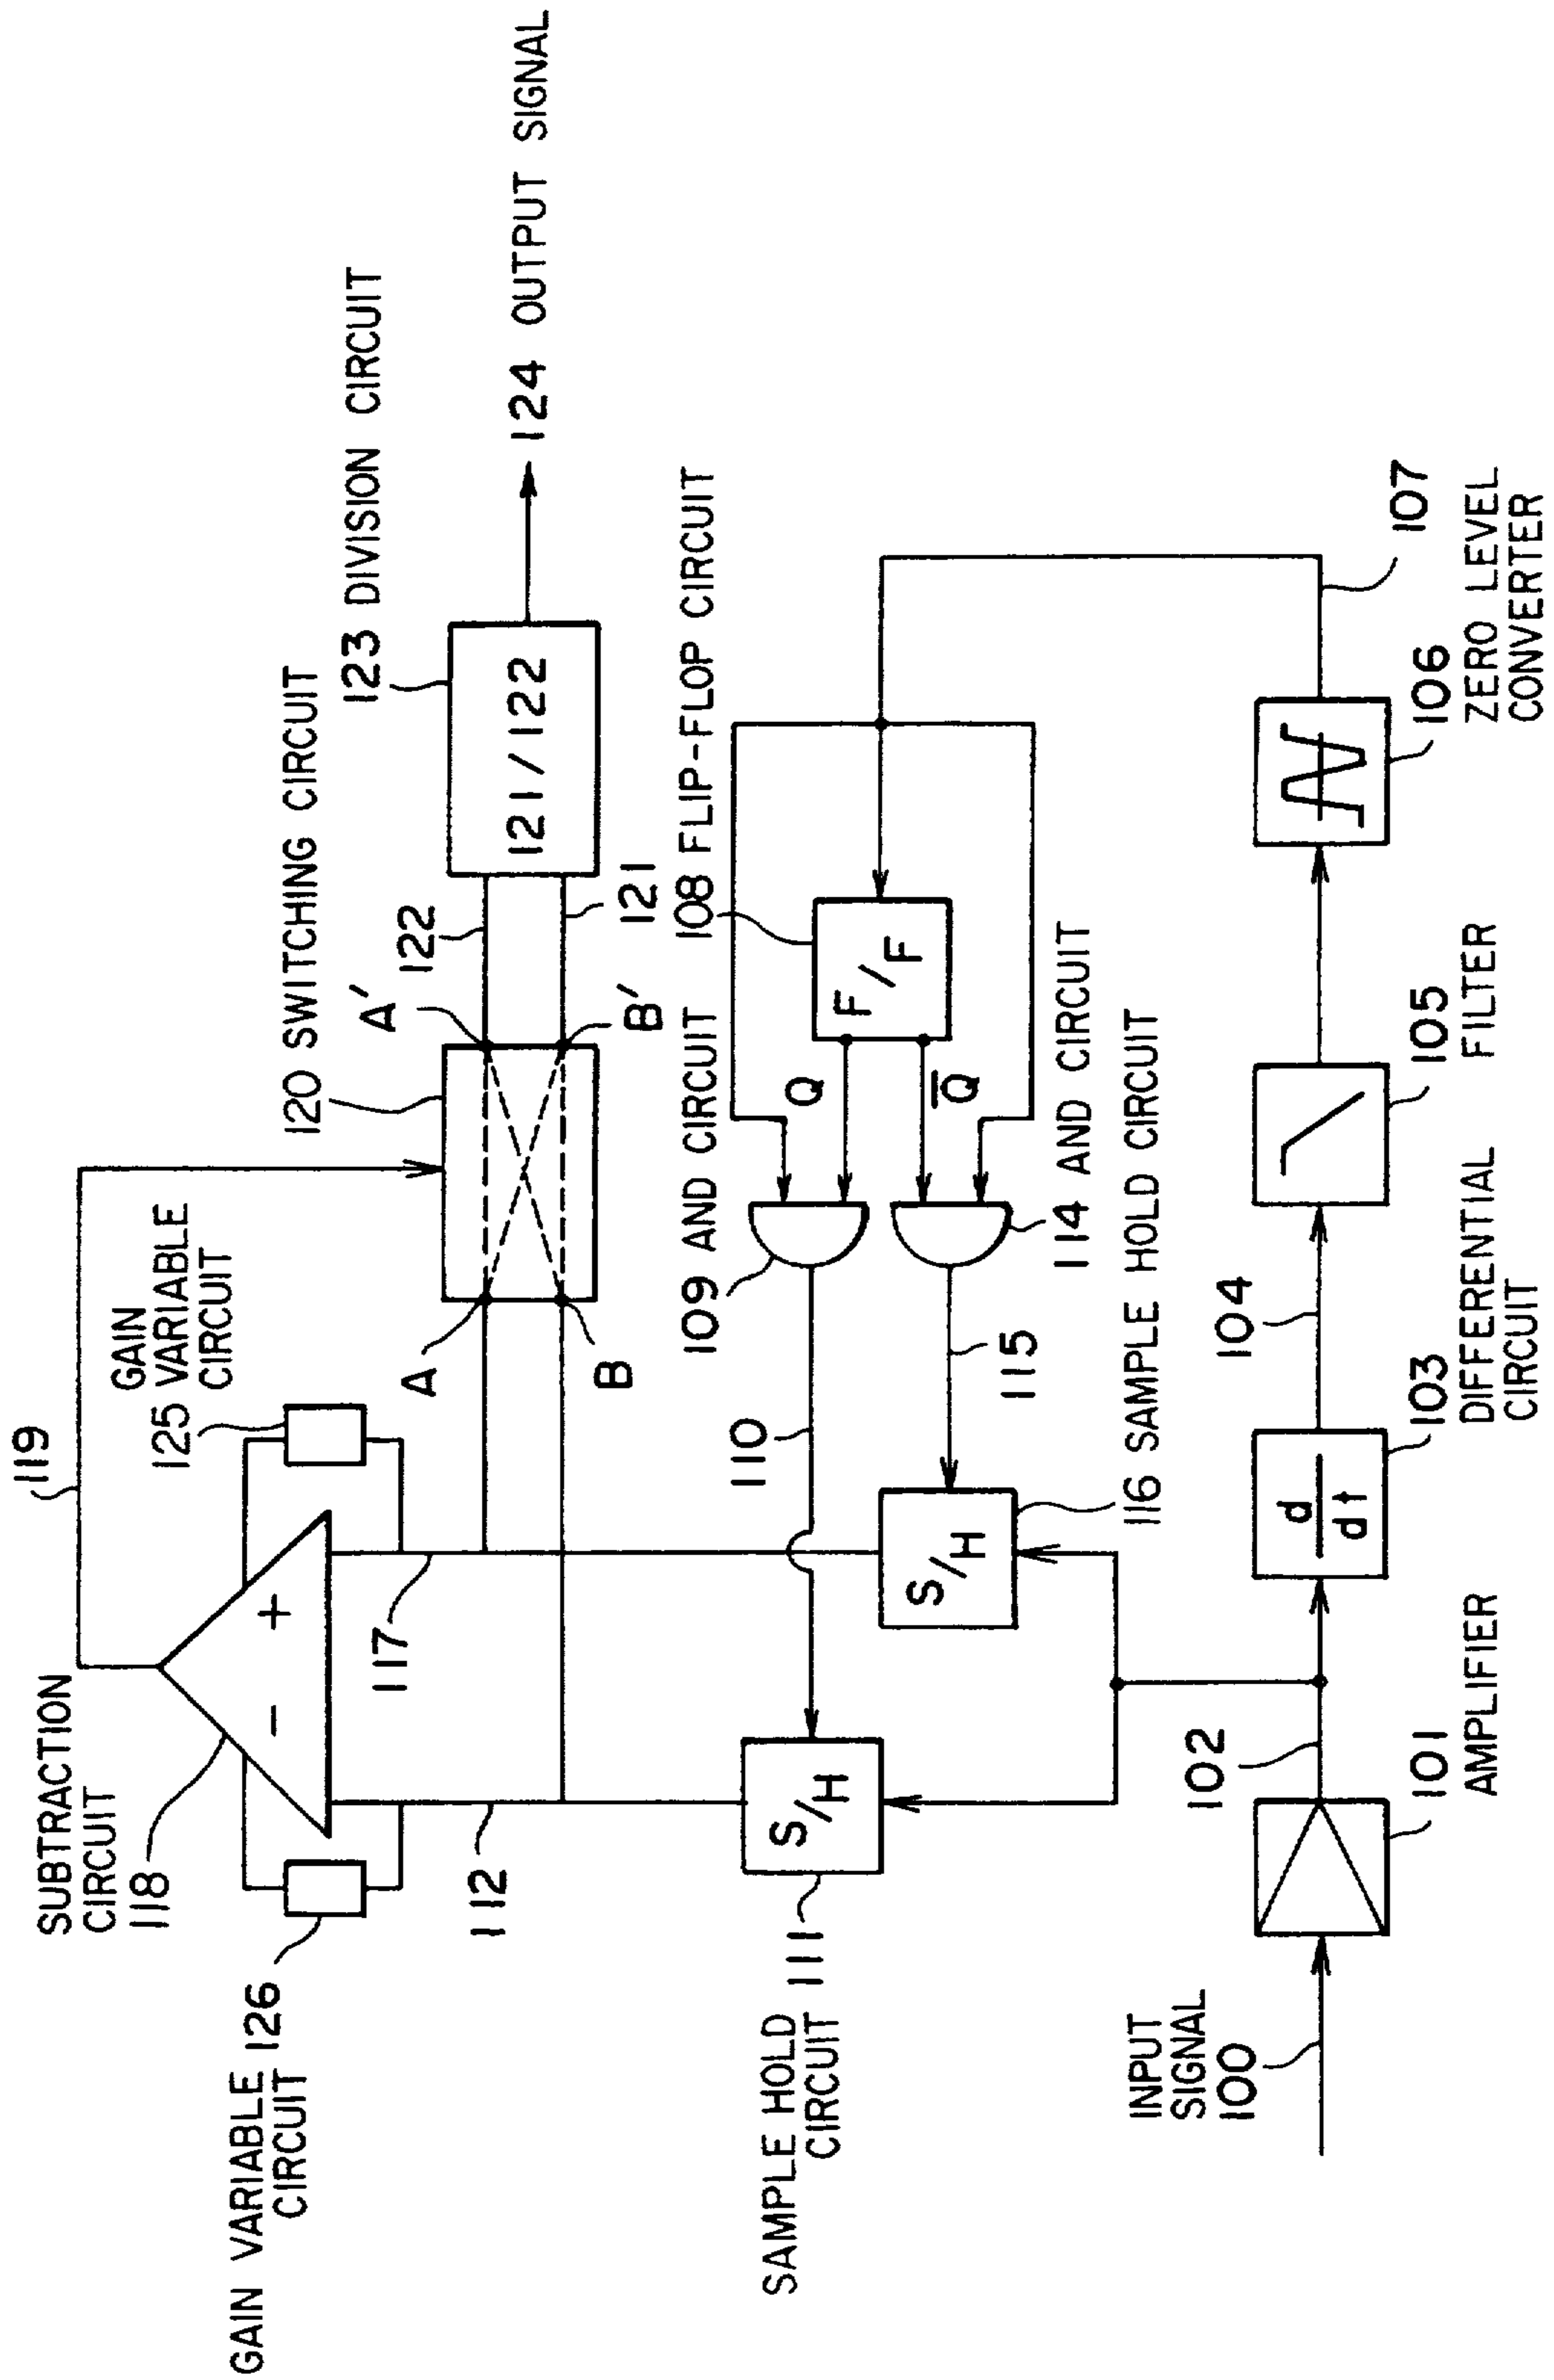 119
SUBTRACTION
CIRCUIT
118
−
+
GAIN VARIABLE
CIRCUIT
126
125
GAIN
VARIABLE
CIRCUIT
117
112
120 SWITCHING CIRCUIT
A
B
A'
B'
122
121
123 DIVISION CIRCUIT
121/122
124 OUTPUT SIGNAL
SAMPLE HOLD
CIRCUIT
111
S/H
110
109 AND CIRCUIT
Q
Q̅
F/F
108 FLIP-FLOP CIRCUIT
S/H
116 SAMPLE HOLD CIRCUIT
115
114 AND CIRCUIT
INPUT
SIGNAL
100
102
101
AMPLIFIER
d
dt
103
DIFFERENTIAL
CIRCUIT
104
105
FILTER
106
ZERO LEVEL
CONVERTER
107